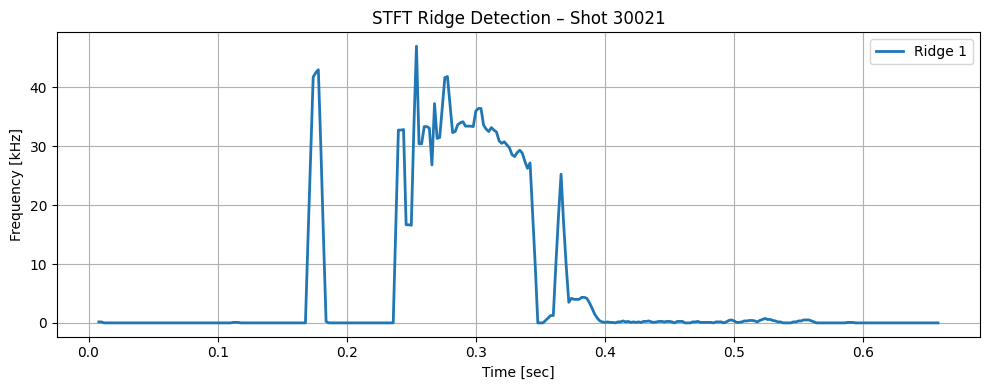 STFT Ridge Detection – Shot 30021
Ridge 1
Frequency [kHz]
40
30
20
10
0
0.0 0.1 0.2 0.3 0.4 0.5 0.6
Time [sec]